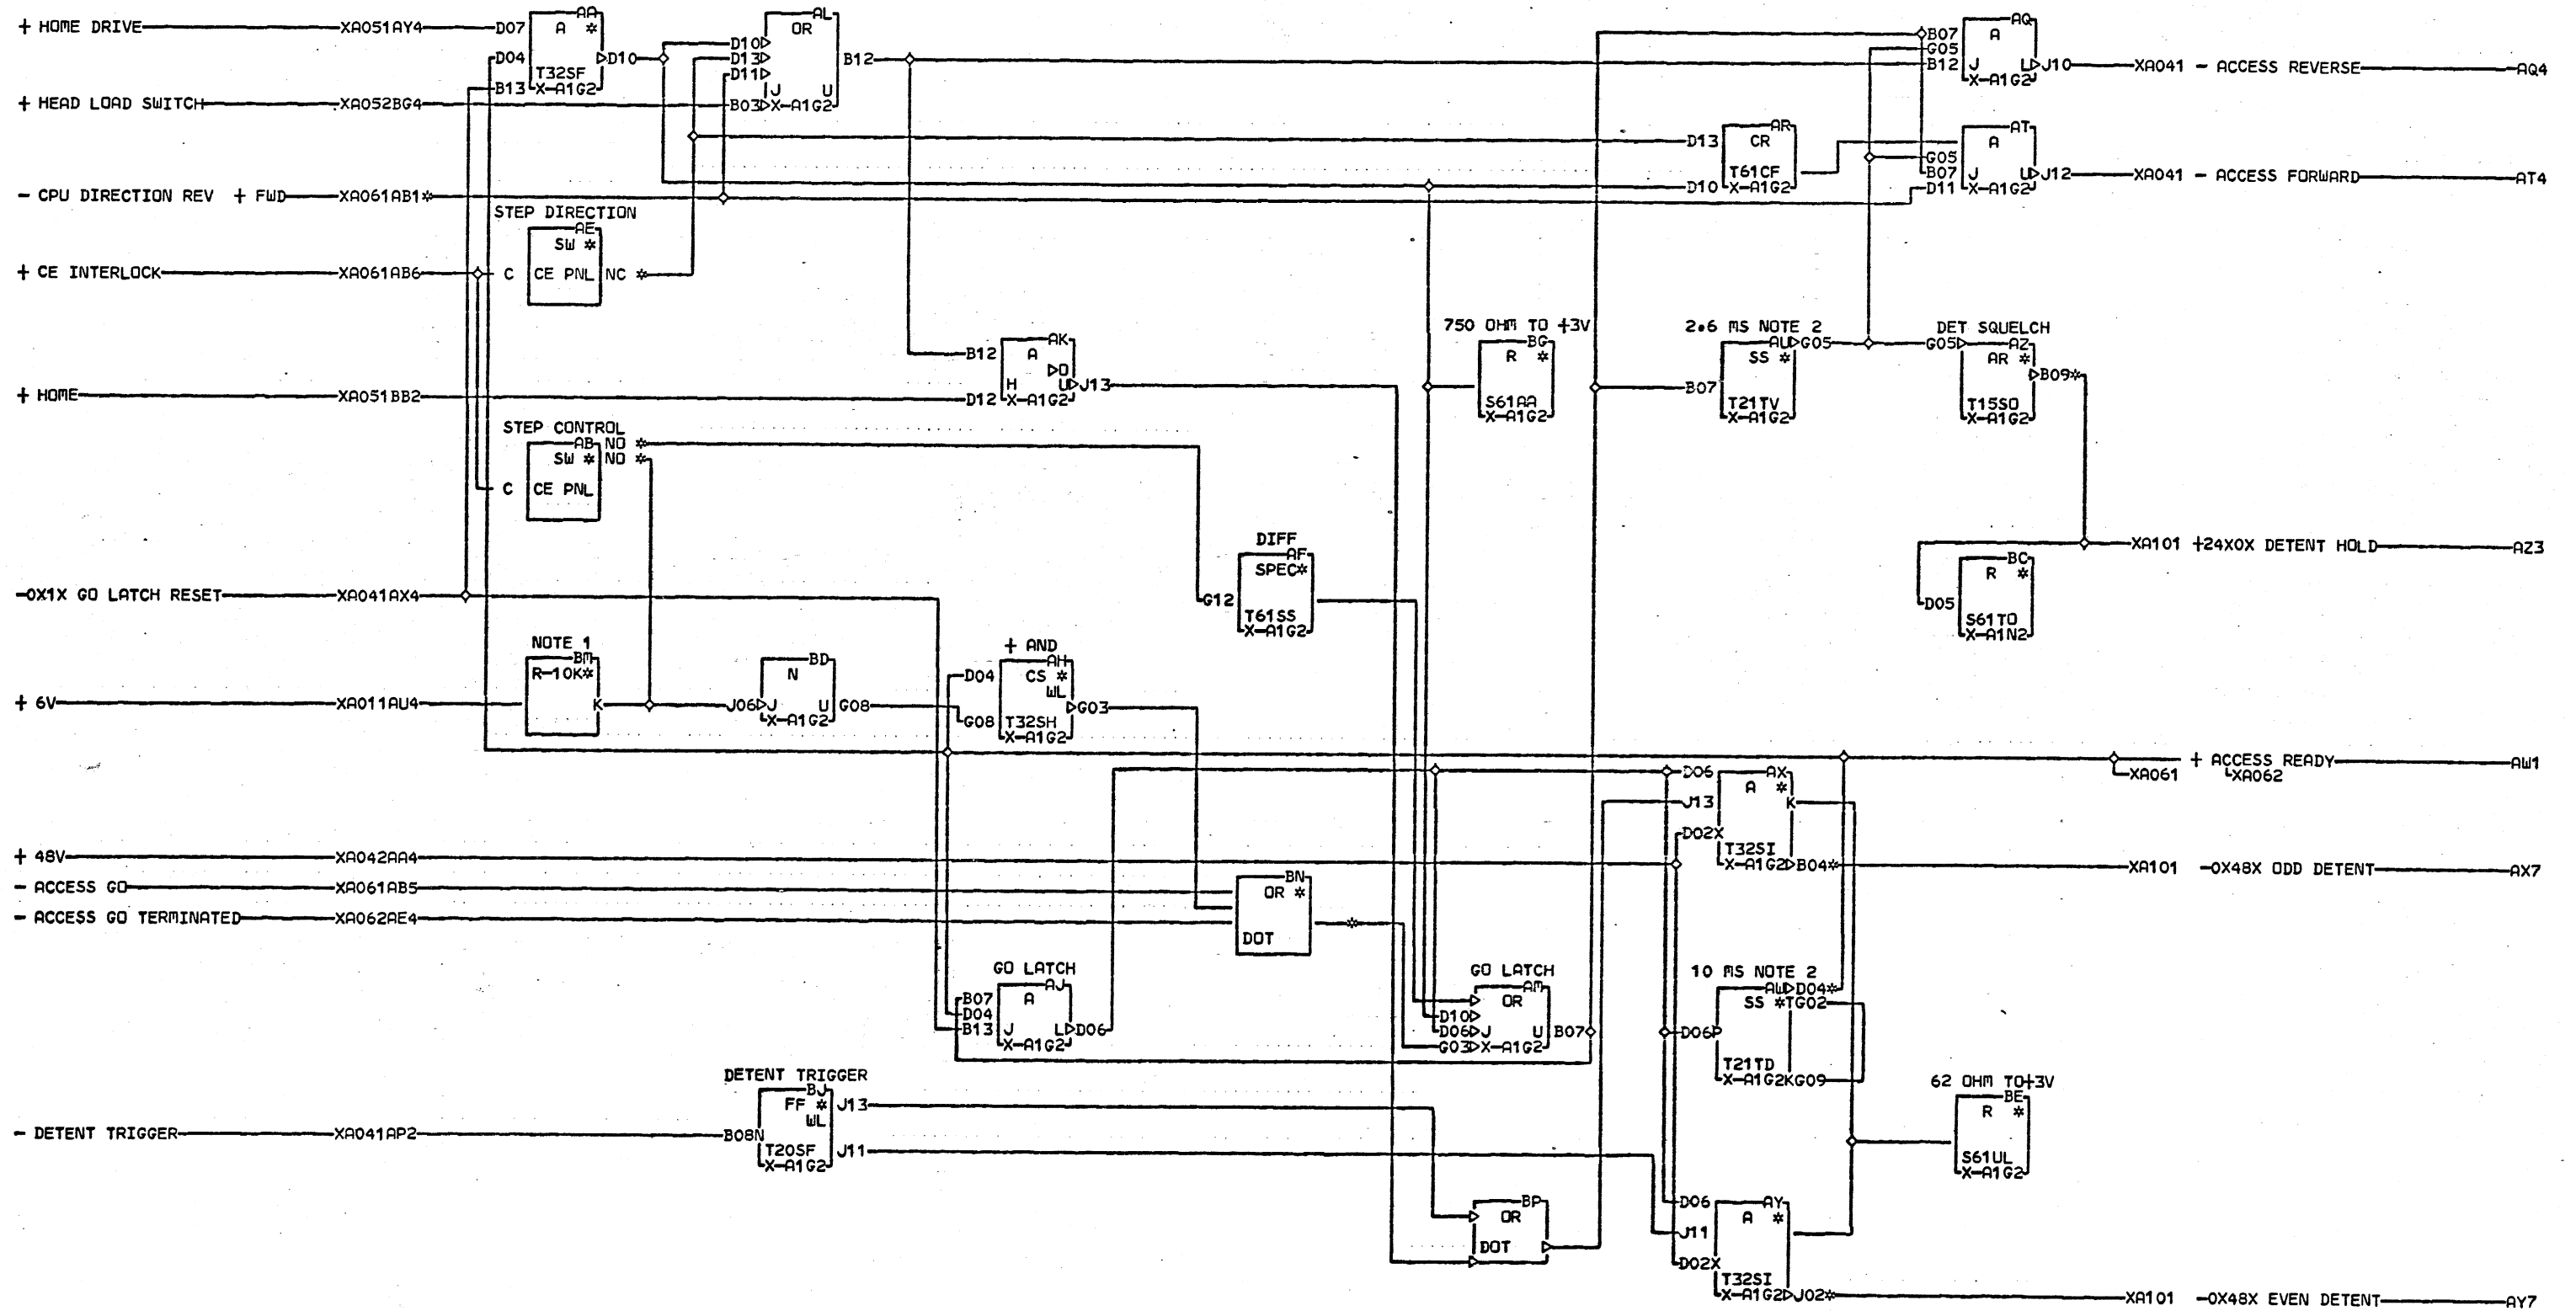 + HOME DRIVE XA051AY4 D07
AA
A *
D04
D10
T32SF
B13 X-A1G2
AL
OR
D10
D13
D11
B12
J U
B03 X-A1G2
+ HEAD LOAD SWITCH XA052BG4
AQ
A
B07
G05
B12
J L J10 XA041 - ACCESS REVERSE AQ4
X-A1G2
AR
CR
D13
T61CF
D10 X-A1G2
AT
A
G05
B07 J U J12 XA041 - ACCESS FORWARD AT4
D11 X-A1G2
- CPU DIRECTION REV + FWD XA061AB1*
STEP DIRECTION
AE
SW *
+ CE INTERLOCK XA061AB6 C CE PNL NC *
AK
B12 A
O
H U J13
D12 X-A1G2
+ HOME XA051BB2
750 OHM TO +3V
BG
R *
S61AA
X-A1G2
2.6 MS NOTE 2
AU G05
SS *
B07
T21TV
X-A1G2
DET SQUELCH
G05 AZ
AR *
B09*
T15SO
X-A1G2
STEP CONTROL
AB NO *
SW * NO *
C CE PNL
DIFF
AF
SPEC*
G12
T61SS
X-A1G2
XA101 +24X0X DETENT HOLD AZ3
BC
R *
D05
S61TO
X-A1N2
-0X1X GO LATCH RESET XA041AX4
NOTE 1
BM
R-10K*
+ 6V XA011AU4 K
BD
N
J06 J U G08
X-A1G2
+ AND
AH
D04 CS *
WL
G03
G08 T32SH
X-A1G2
+ ACCESS READY AW1
XA061 XA062
D06 AX
A *
J13 K
D02X
T32SI
X-A1G2 B04* XA101 -0X48X ODD DETENT AX7
+ 48V XA042AA4
- ACCESS GO XA061AB5
- ACCESS GO TERMINATED XA062AE4
BN
OR *
DOT
*
GO LATCH
AJ
B07 A
D04
B13 J L D06
X-A1G2
GO LATCH
AM
OR
D10
D06 J U B07
G03 X-A1G2
10 MS NOTE 2
AW D04*
SS *TG02
D06P
T21TD
X-A1G2KG09
DETENT TRIGGER
BJ
FF * J13
WL
- DETENT TRIGGER XA041AP2 B08N
T20SF J11
X-A1G2
62 OHM TO+3V
BE
R *
S61UL
X-A1G2
BP
OR
DOT
D06 AY
A *
J11
D02X
T32SI
X-A1G2 J02* XA101 -0X48X EVEN DETENT AY7